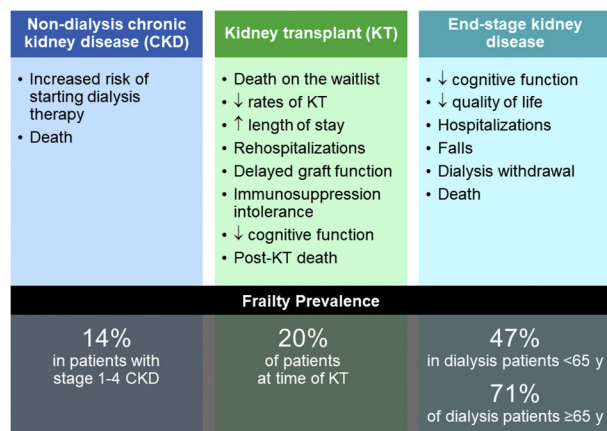 Non-dialysis chronic
kidney disease (CKD)
• Increased risk of
starting dialysis
therapy
• Death
Kidney transplant (KT)
• Death on the waitlist
• ↓ rates of KT
• ↑ length of stay
• Rehospitalizations
• Delayed graft function
• Immunosuppression
intolerance
• ↓ cognitive function
• Post-KT death
End-stage kidney
disease
• ↓ cognitive function
• ↓ quality of life
• Hospitalizations
• Falls
• Dialysis withdrawal
• Death
Frailty Prevalence
14%
in patients with
stage 1-4 CKD
20%
of patients
at time of KT
47%
in dialysis patients <65 y
71%
of dialysis patients ≥65 y